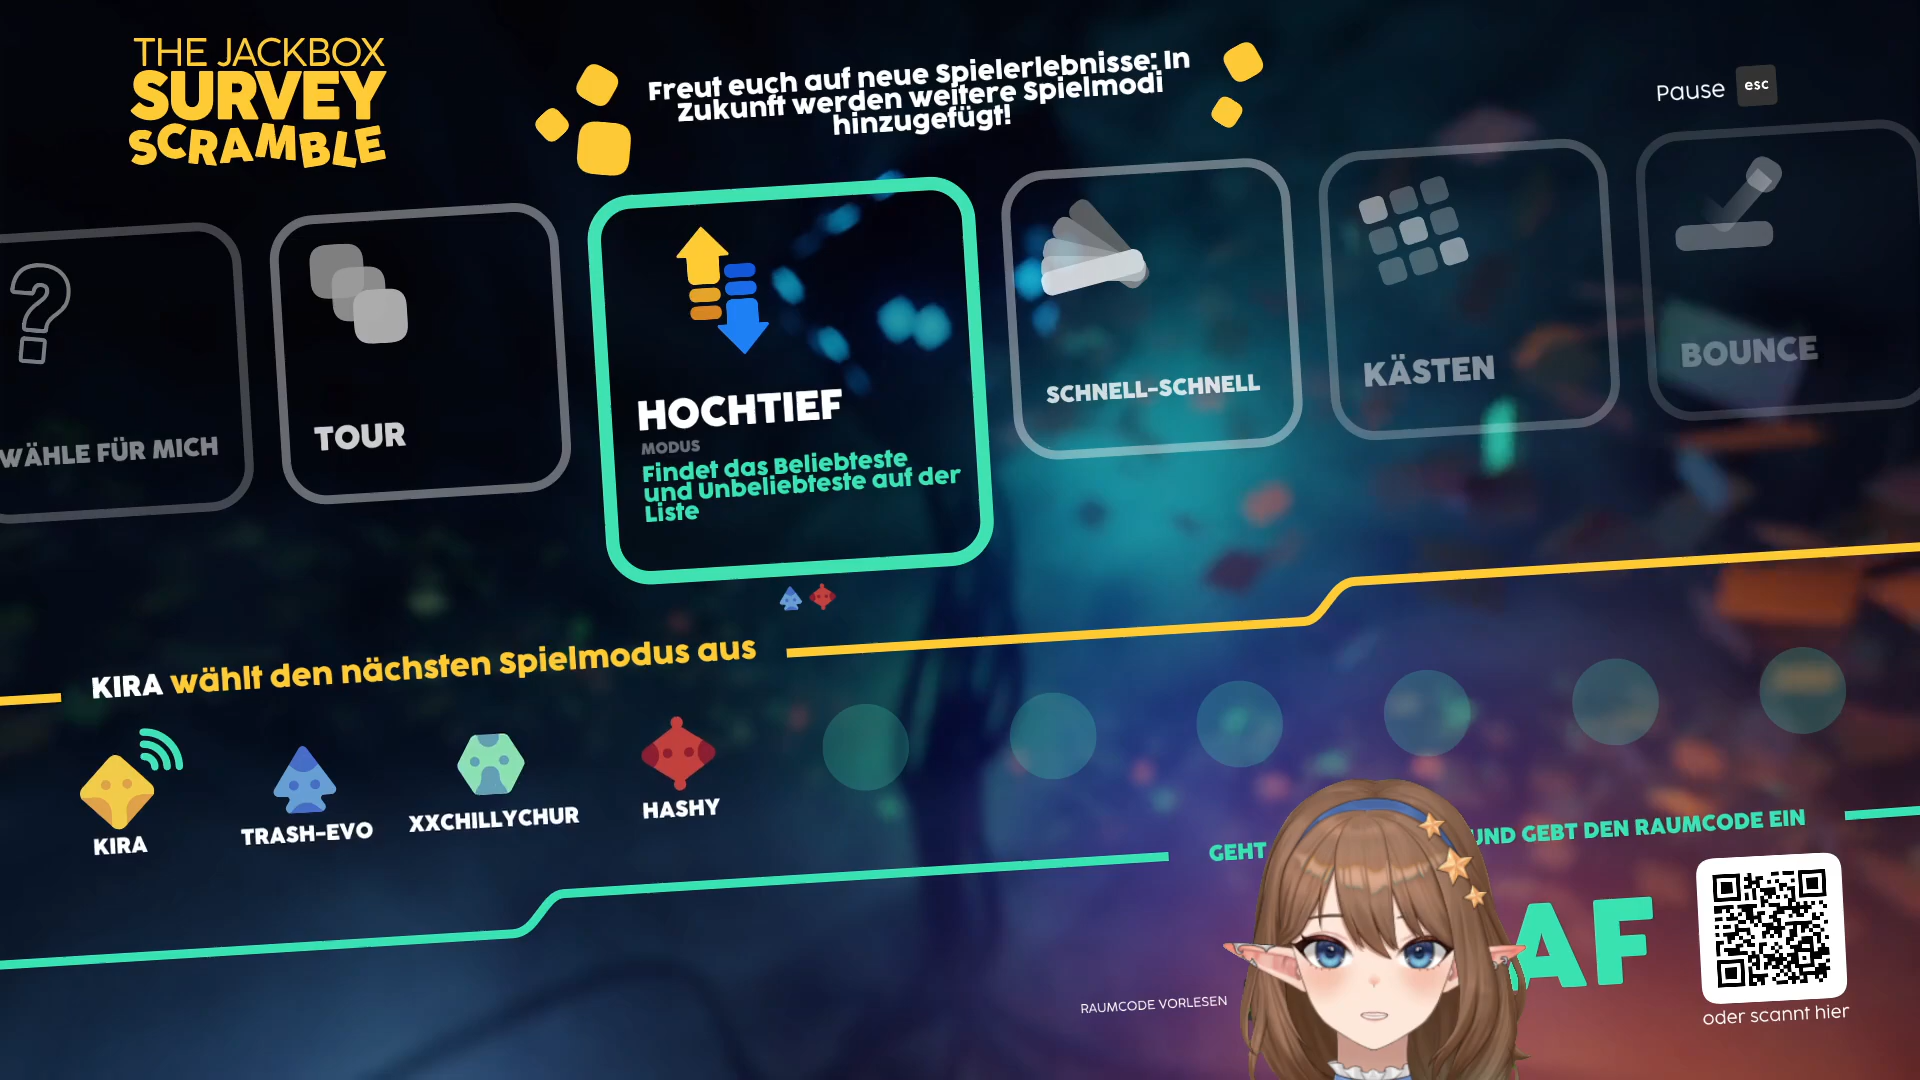 THE JACKBOX
SURVEY
SCRAMBLE
Freut euch auf neue Spielerlebnisse: In
Zukunft werden weitere Spielmodi
hinzugefügt!
Pause esc
WÄHLE FÜR MICH
TOUR
HOCHTIEF
MODUS
Findet das Beliebteste
und Unbeliebteste auf der
Liste
SCHNELL-SCHNELL
KÄSTEN
BOUNCE
KIRA wählt den nächsten Spielmodus aus
KIRA
TRASH-EVO
XXCHILLYCHUR
HASHY
GEHT UND GEBT DEN RAUMCODE EIN
AF
RAUMCODE VORLESEN
oder scannt hier